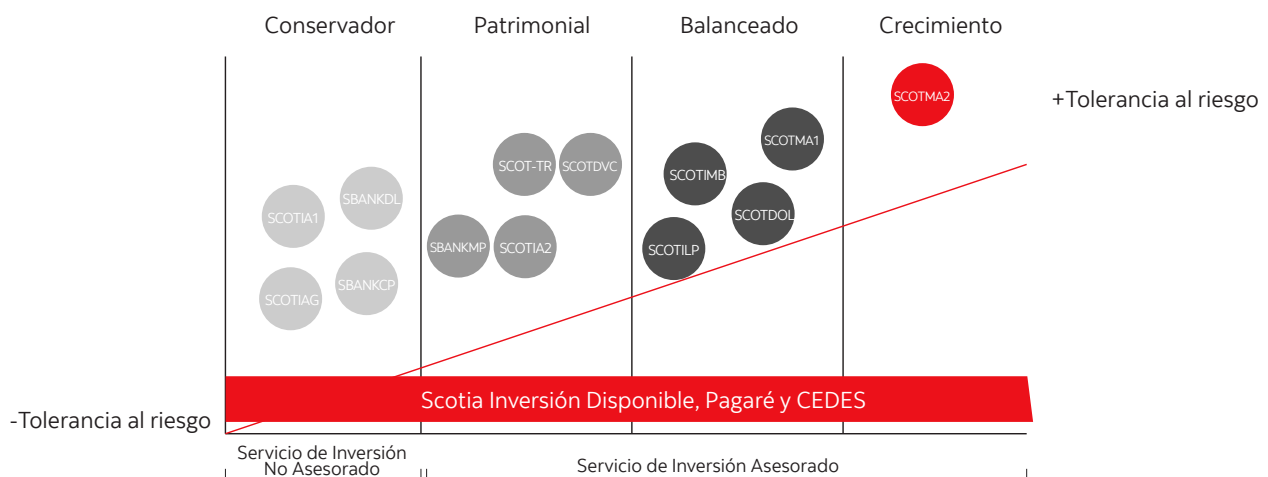 Conservador
Patrimonial
Balanceado
Crecimiento
SCOTMA2
+Tolerancia al riesgo
SCOTMA1
SCOT-TR
SCOTDVC
SCOTIMB
SBANKDL
SCOTIA1
SCOTDOL
SBANKMP
SCOTIA2
SCOTILP
SBANKCP
SCOTIAG
Scotia Inversión Disponible, Pagaré y CEDES
-Tolerancia al riesgo
Servicio de Inversión
No Asesorado
Servicio de Inversión Asesorado